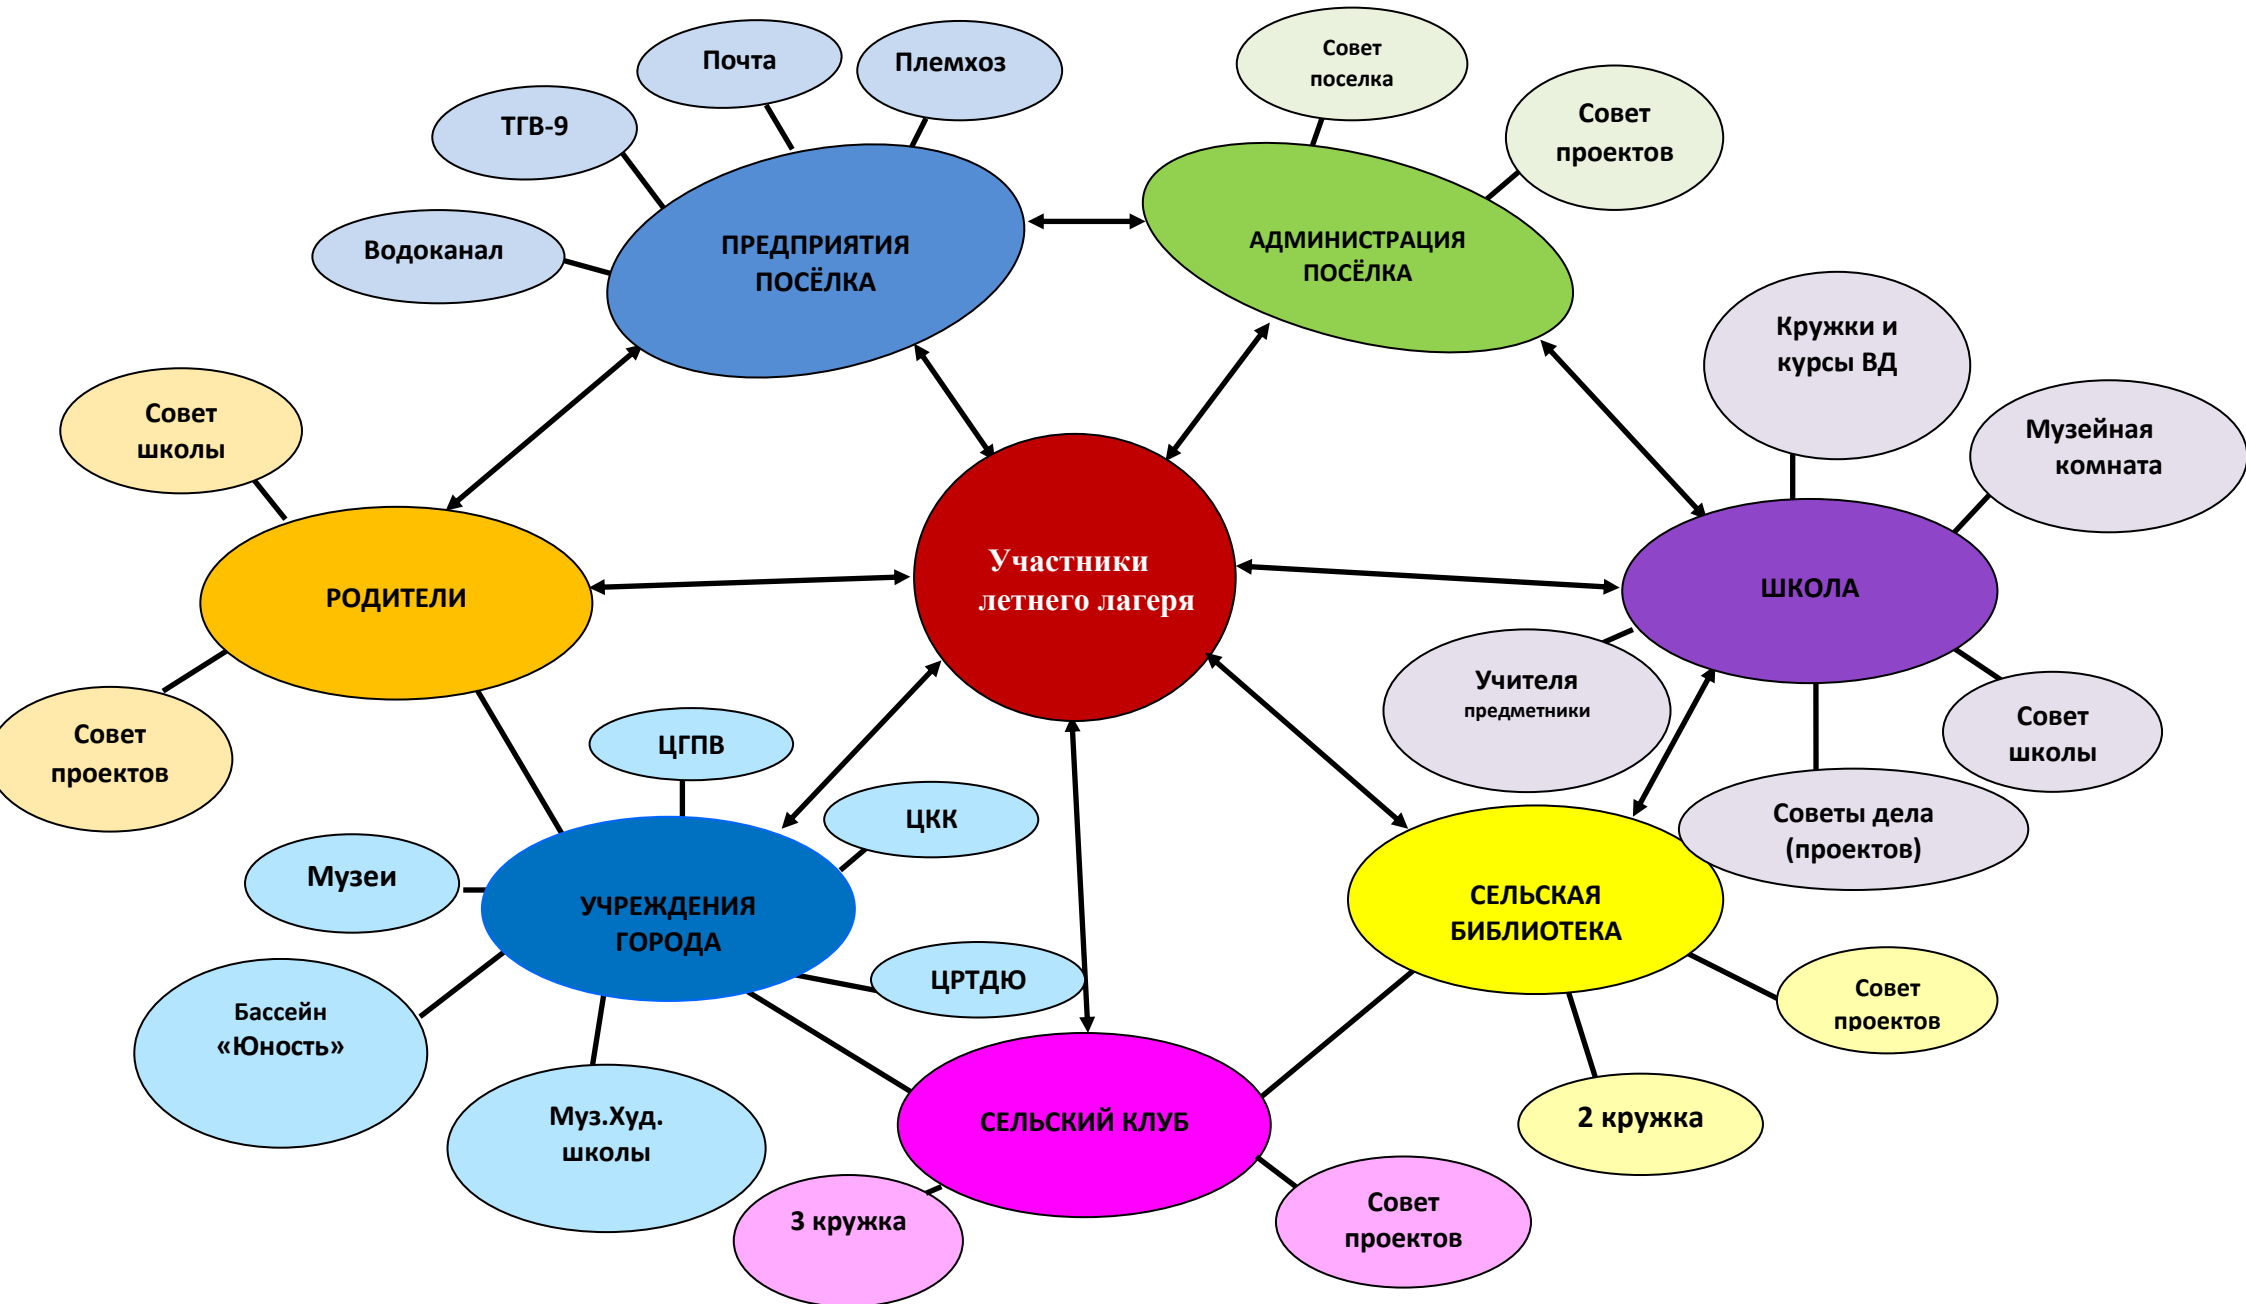 Почта
Племхоз
Совет
поселка
ТГВ-9
Совет
проектов
Водоканал
ПРЕДПРИЯТИЯ
ПОСЁЛКА
АДМИНИСТРАЦИЯ
ПОСЁЛКА
Кружки и
курсы ВД
Совет
школы
Музейная
комната
Участники
летнего лагеря
РОДИТЕЛИ
ШКОЛА
Учителя
предметники
Совет
проектов
ЦГПВ
Совет
школы
ЦКК
Советы дела
(проектов)
Музеи
УЧРЕЖДЕНИЯ
ГОРОДА
СЕЛЬСКАЯ
БИБЛИОТЕКА
ЦРТДЮ
Совет
проектов
Бассейн
«Юность»
Муз.Худ.
школы
СЕЛЬСКИЙ КЛУБ
2 кружка
3 кружка
Совет
проектов